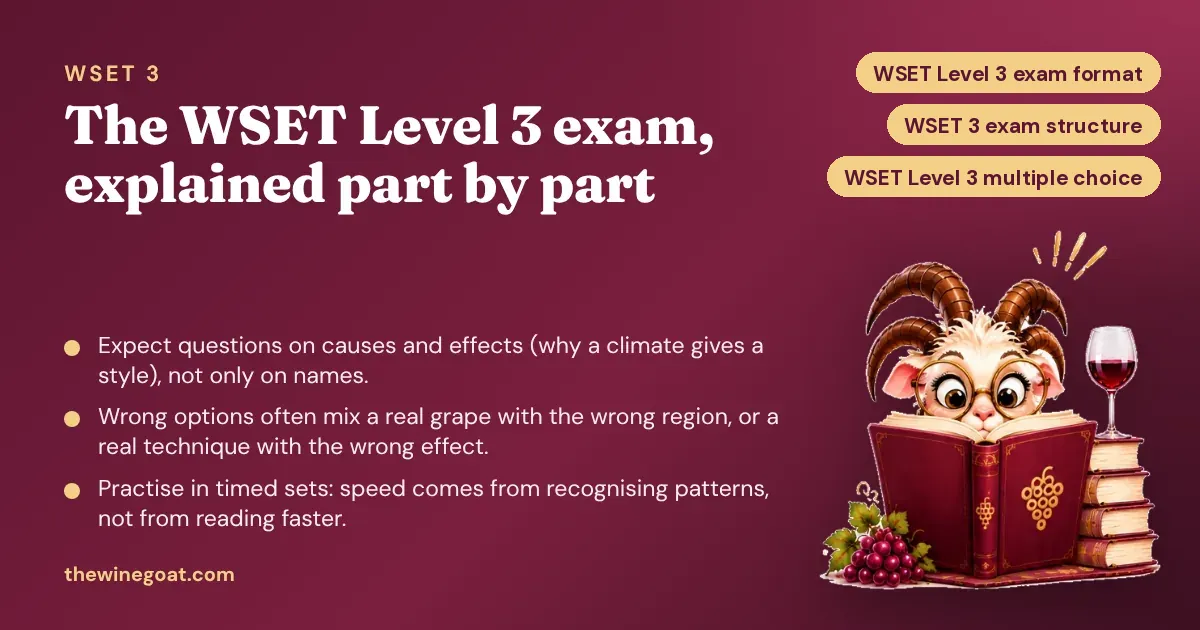 WSET 3
The WSET Level 3 exam,
explained part by part
WSET Level 3 exam format
WSET 3 exam structure
WSET Level 3 multiple choice
Expect questions on causes and effects (why a climate gives a
style), not only on names.
Wrong options often mix a real grape with the wrong region, or a
real technique with the wrong effect.
Practise in timed sets: speed comes from recognising patterns,
not from reading faster.
thewinegoat.com